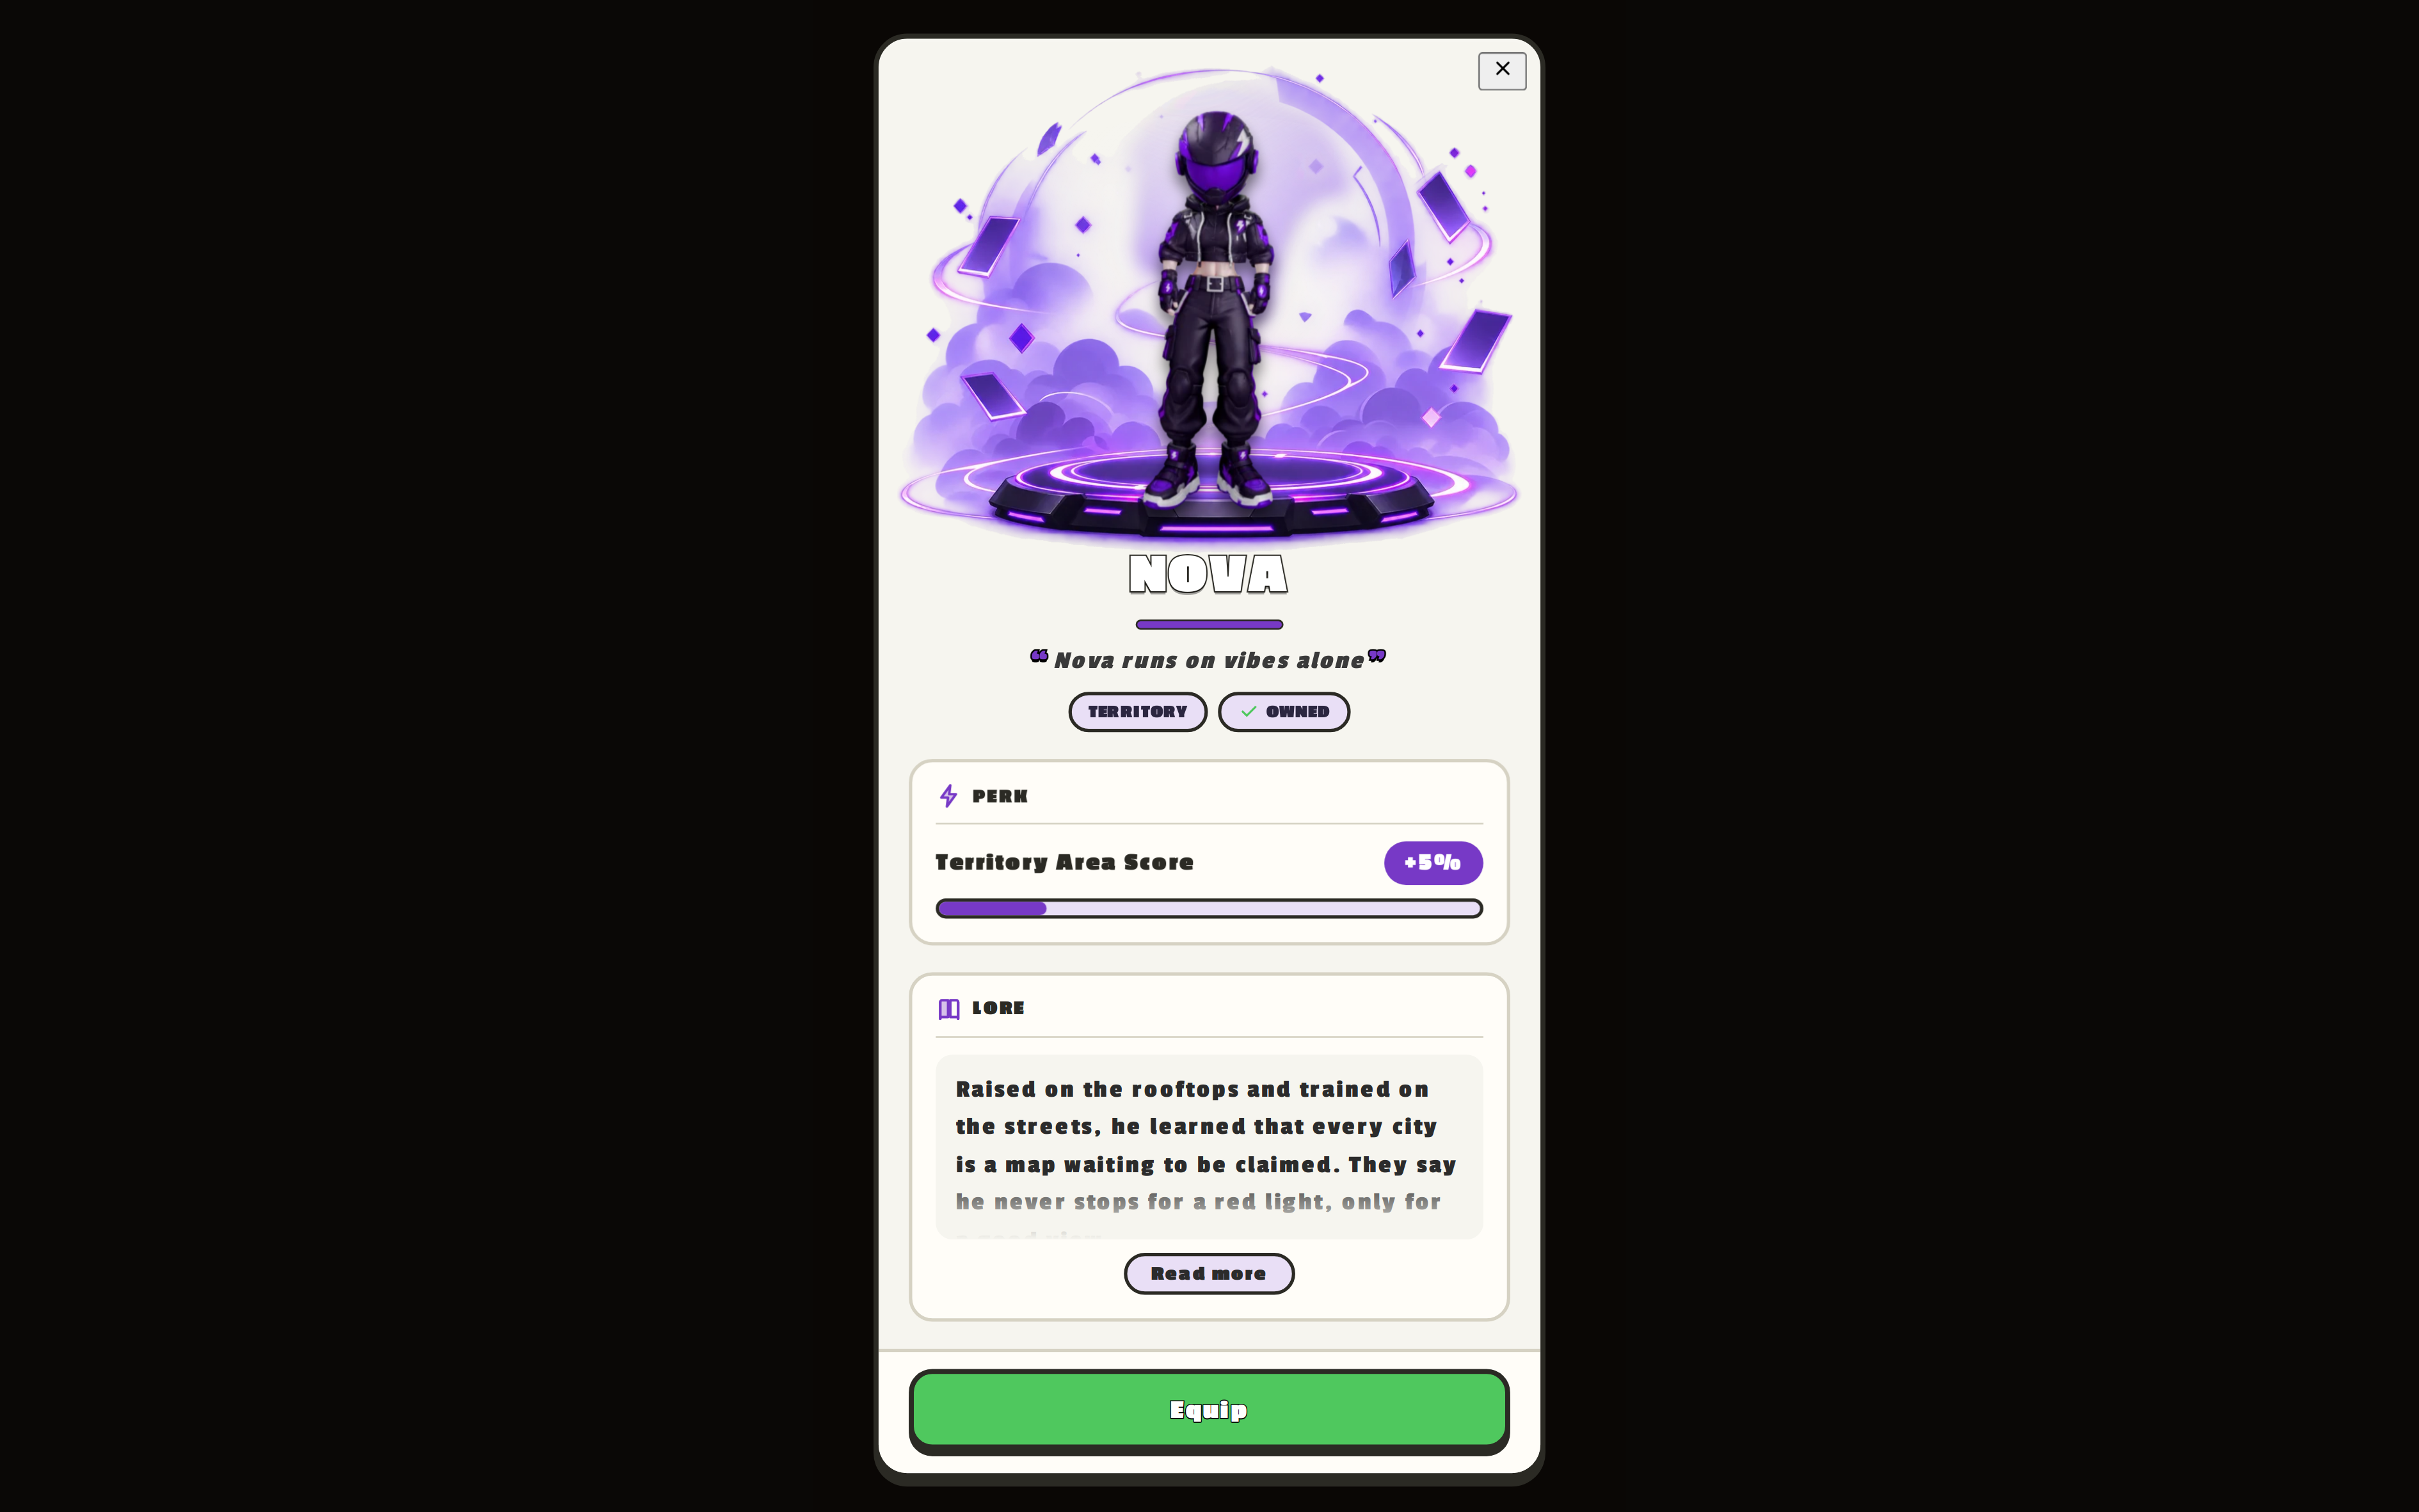 NOVA
❝ Nova runs on vibes alone ❞
TERRITORY
OWNED
PERK
Territory Area Score
+5%
LORE
Raised on the rooftops and trained on
the streets, he learned that every city
is a map waiting to be claimed. They say
he never stops for a red light, only for
Read more
Equip